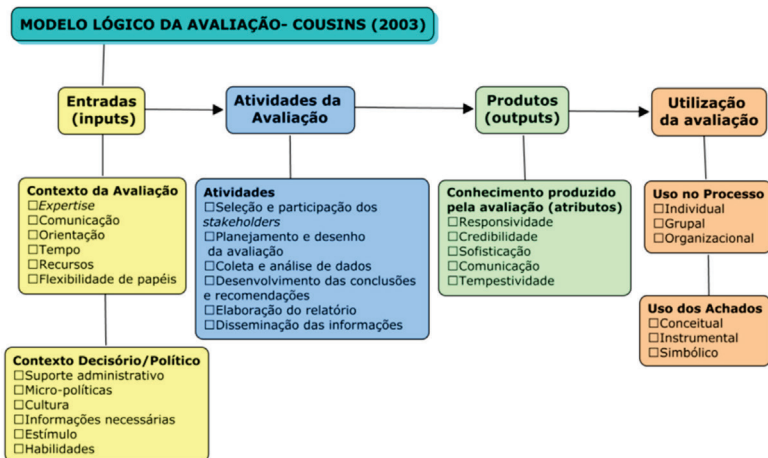 MODELO LÓGICO DA AVALIAÇÃO- COUSINS (2003)
Entradas
(inputs)
Atividades da
Avaliação
Produtos
(outputs)
Utilização
da avaliação
Contexto da Avaliação
☐Expertise
☐Comunicação
☐Orientação
☐Tempo
☐Recursos
☐Flexibilidade de papéis
Contexto Decisório/Político
☐Suporte administrativo
☐Micro-políticas
☐Cultura
☐Informações necessárias
☐Estímulo
☐Habilidades
Atividades
☐Seleção e participação dos
stakeholders
☐Planejamento e desenho
da avaliação
☐Coleta e análise de dados
☐Desenvolvimento das conclusões
e recomendações
☐Elaboração do relatório
☐Disseminação das informações
Conhecimento produzido
pela avaliação (atributos)
☐Responsividade
☐Credibilidade
☐Sofisticação
☐Comunicação
☐Tempestividade
Uso no Processo
☐Individual
☐Grupal
☐Organizacional
Uso dos Achados
☐Conceitual
☐Instrumental
☐Simbólico